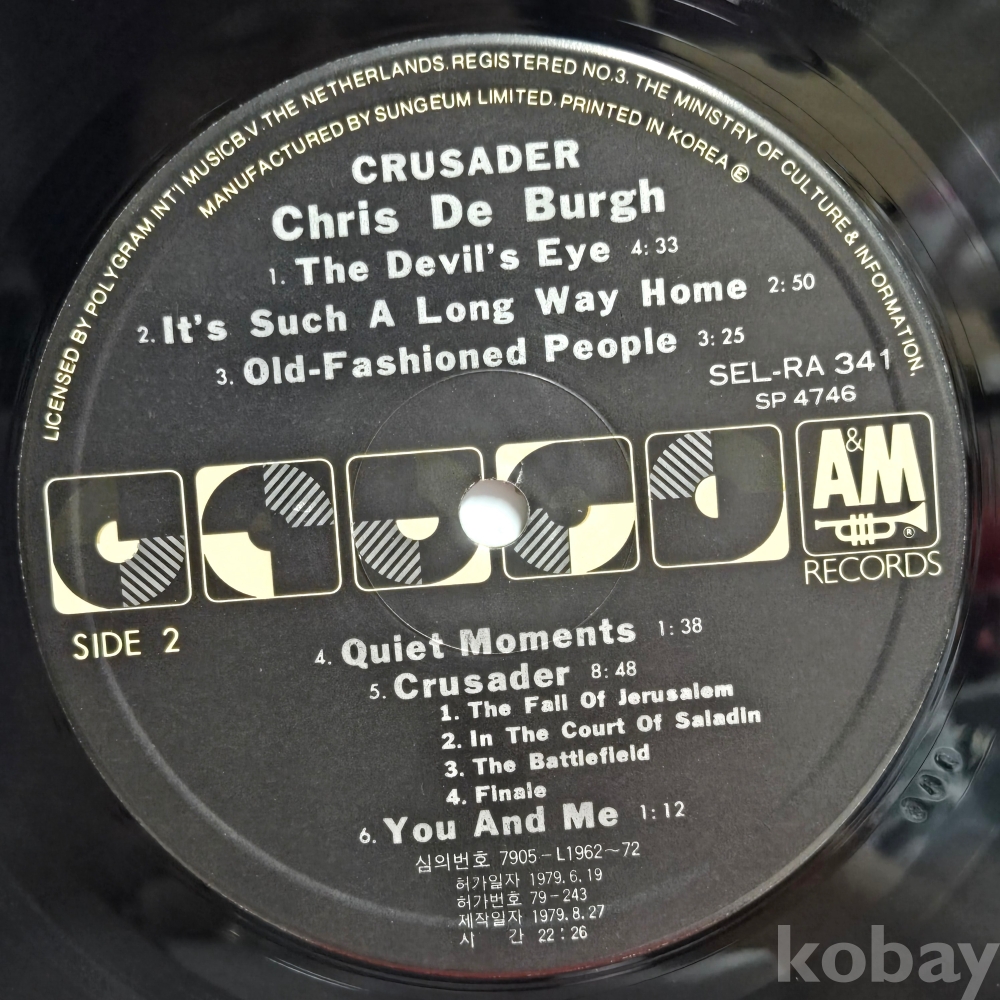 LICENSED BY POLYGRAM INT'L MUSICB.V. THE NETHERLANDS. REGISTERED NO.3. THE MINISTRY OF CULTURE & INFORMATION.
MANUFACTURED BY SUNGEUM LIMITED. PRINTED IN KOREA Ⓔ
CRUSADER
Chris De Burgh
1. The Devil's Eye 4:33
2. It's Such A Long Way Home 2:50
3. Old-Fashioned People 3:25
SEL-RA 341
SP 4746
A&M
®
RECORDS
SIDE 2
4. Quiet Moments 1:38
5. Crusader 8:48
1. The Fall Of Jerusalem
2. In The Court Of Saladin
3. The Battlefield
4. Finale
6. You And Me 1:12
심의번호 7905-L1962~72
허가일자 1979.6.19
허가번호 79-243
제작일자 1979.8.27
시 간 22:26
kobay